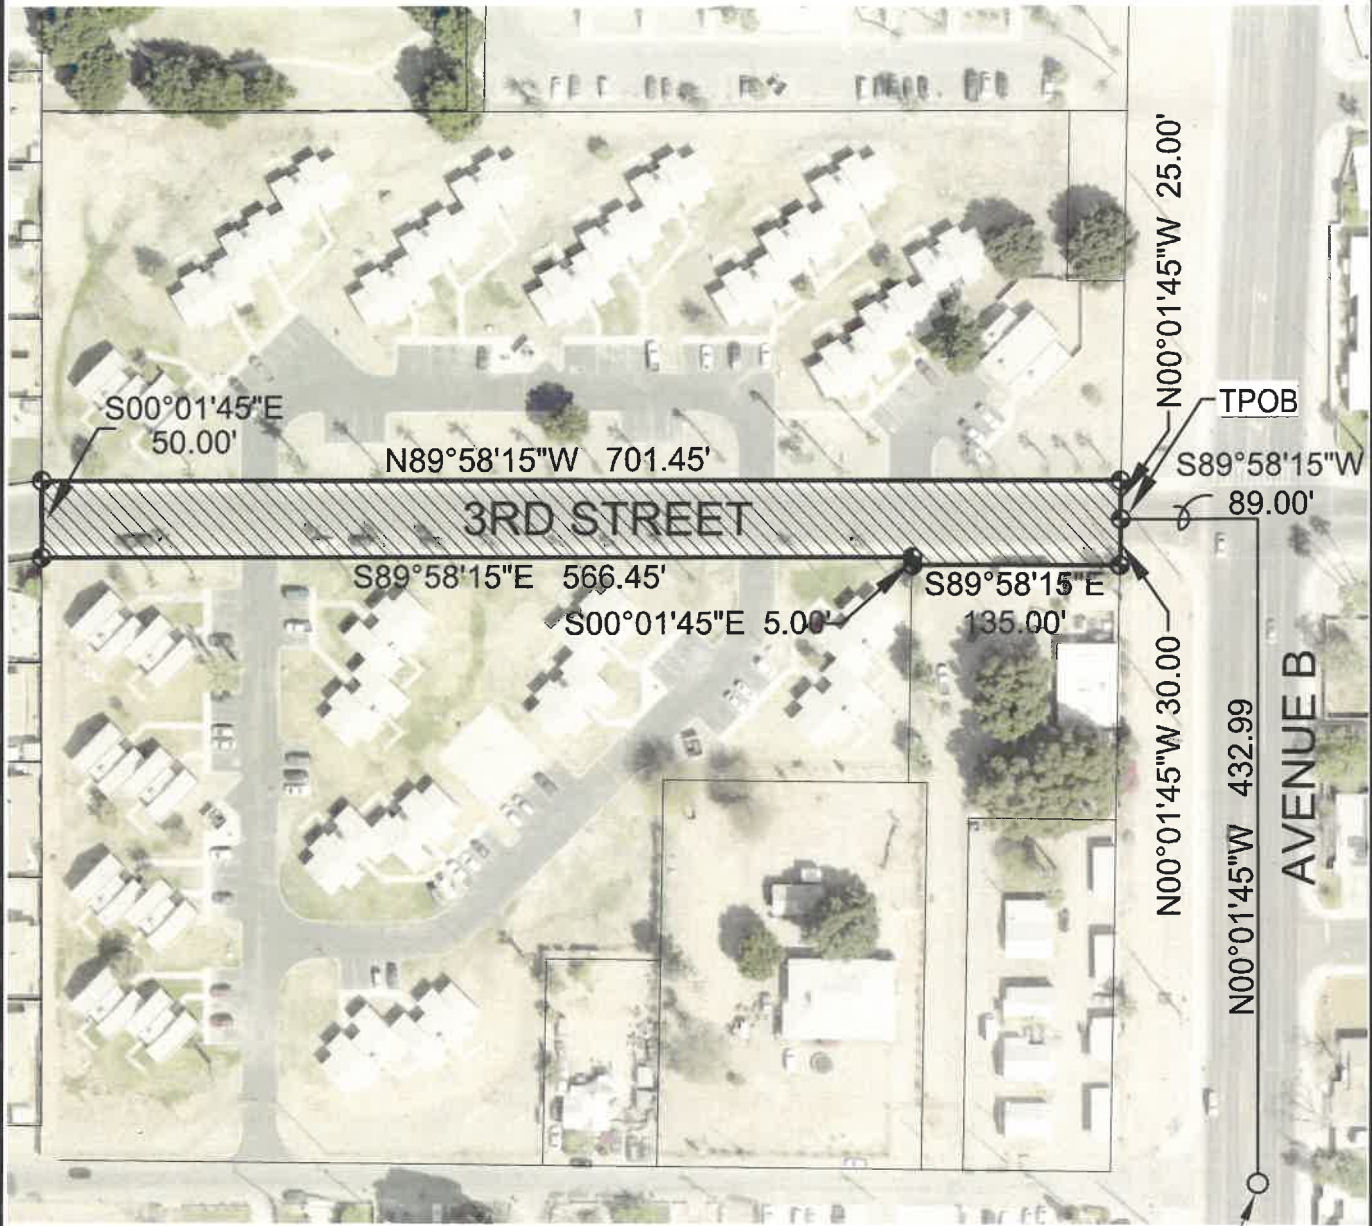 N00°01'45"W 25.00'
TPOB
S00°01'45"E
50.00'
N89°58'15"W 701.45'
S89°58'15"W
89.00'
3RD STREET
S89°58'15"E 566.45'
S89°58'15"E
135.00'
S00°01'45"E 5.00'
N00°01'45"W 30.00
N00°01'45"W 432.99
AVENUE B